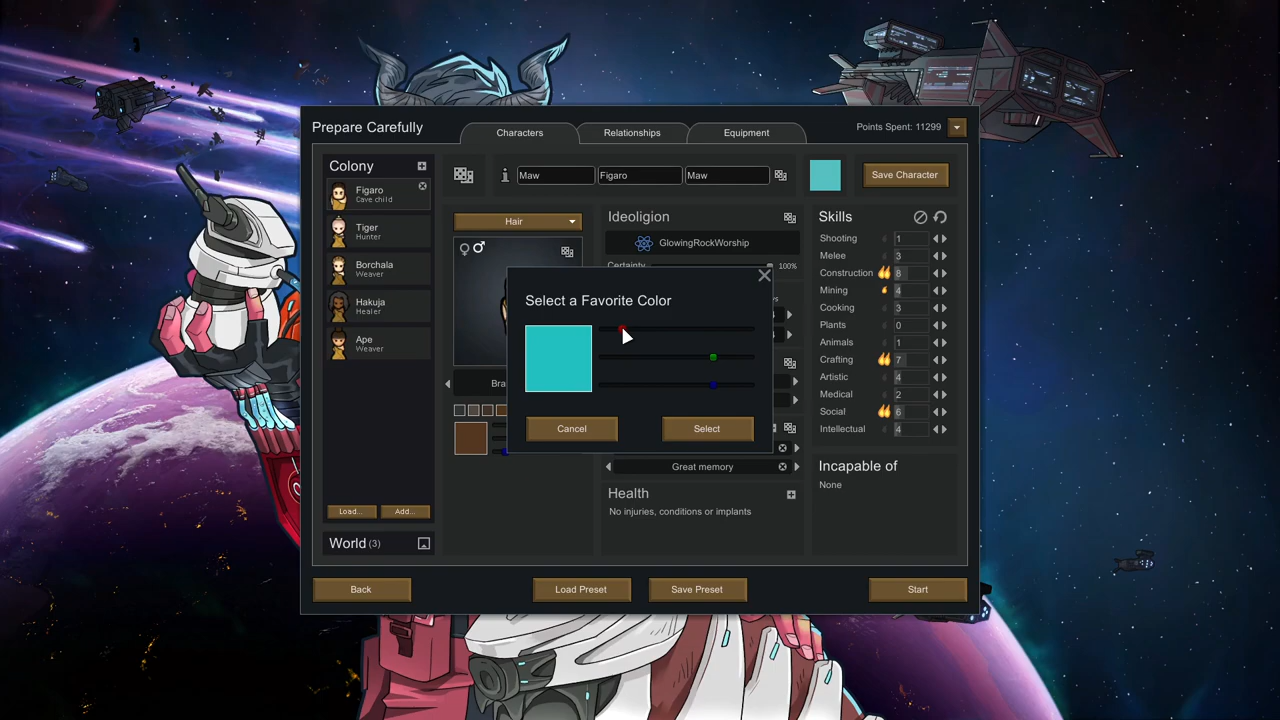 Prepare Carefully
Characters
Relationships
Equipment
Points Spent: 11299
Colony
Figaro
Cave child
Tiger
Hunter
Borchala
Weaver
Hakuja
Healer
Ape
Weaver
Load...
Add...
World (3)
Maw
Figaro
Maw
Save Character
Hair
Bra
Ideoligion
GlowingRockWorship
Certainty
100%
Select a Favorite Color
Cancel
Select
Great memory
Health
No injuries, conditions or implants
Skills
Shooting 1
Melee 3
Construction 8
Mining 4
Cooking 3
Plants 0
Animals 1
Crafting 7
Artistic 4
Medical 2
Social 6
Intellectual 4
Incapable of
None
Back
Load Preset
Save Preset
Start